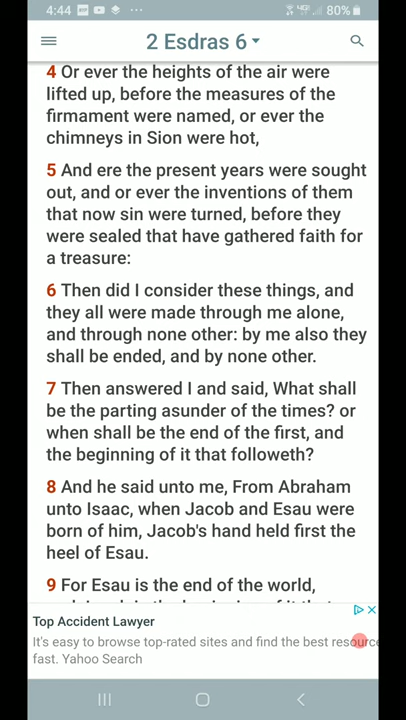 4:44 80%
2 Esdras 6
4 Or ever the heights of the air were
lifted up, before the measures of the
firmament were named, or ever the
chimneys in Sion were hot,
5 And ere the present years were sought
out, and or ever the inventions of them
that now sin were turned, before they
were sealed that have gathered faith for
a treasure:
6 Then did I consider these things, and
they all were made through me alone,
and through none other: by me also they
shall be ended, and by none other.
7 Then answered I and said, What shall
be the parting asunder of the times? or
when shall be the end of the first, and
the beginning of it that followeth?
8 And he said unto me, From Abraham
unto Isaac, when Jacob and Esau were
born of him, Jacob's hand held first the
heel of Esau.
9 For Esau is the end of the world,
Top Accident Lawyer
It's easy to browse top-rated sites and find the best resource
fast. Yahoo Search